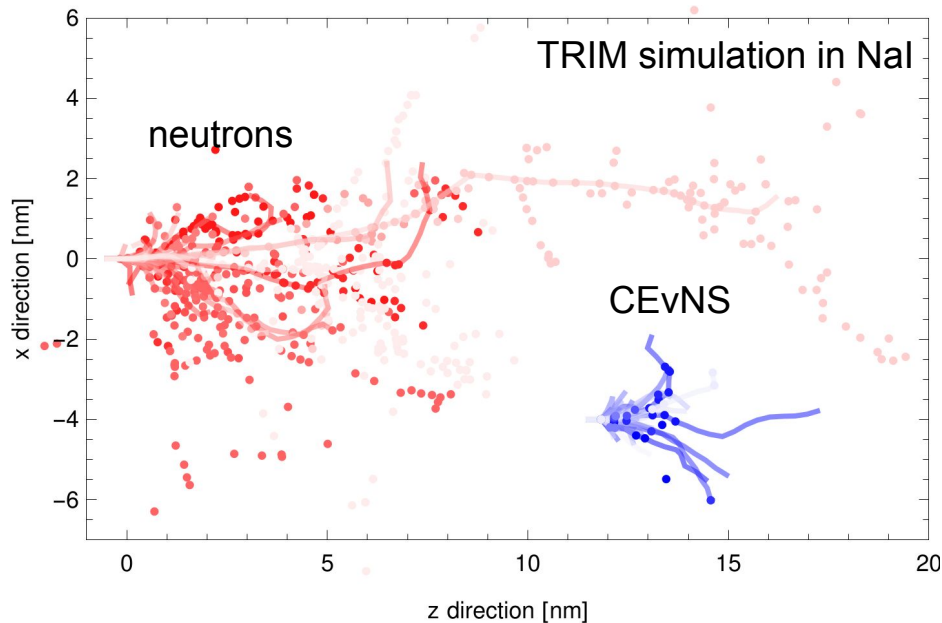 TRIM simulation in NaI
neutrons
CEvNS
x direction [nm]
6
4
2
0
−2
−4
−6
0
5
10
15
20
z direction [nm]